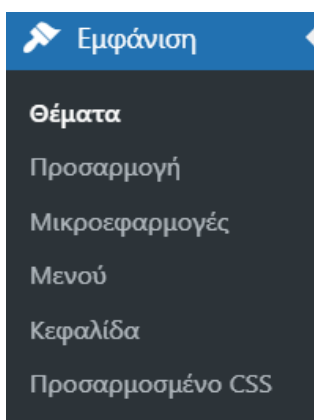 Εμφάνιση
Θέματα
Προσαρμογή
Μικροεφαρμογές
Μενού
Κεφαλίδα
Προσαρμοσμένο CSS